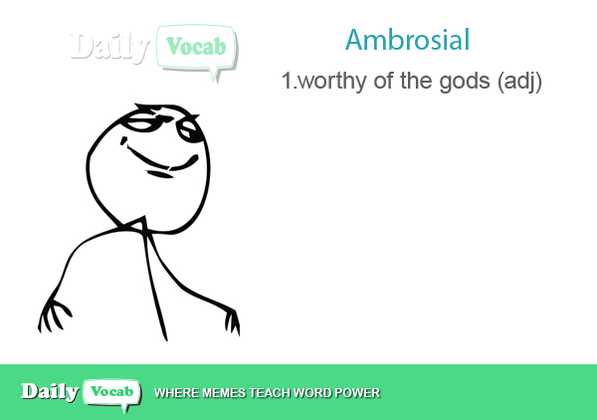 Daily Vocab
Ambrosial
1.worthy of the gods (adj)
Daily Vocab WHERE MEMES TEACH WORD POWER